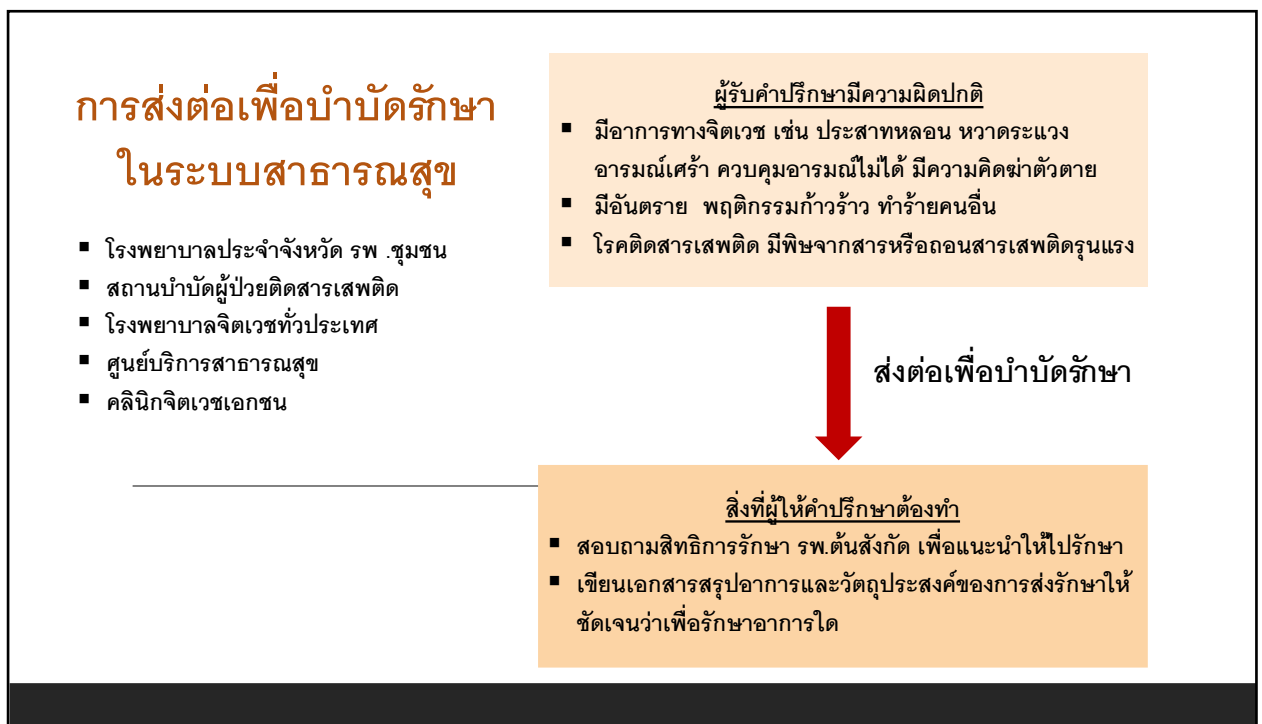 การส่งต่อเพื่อบำบัดรักษา
ในระบบสาธารณสุข
▪ โรงพยาบาลประจำจังหวัด รพ .ชุมชน
▪ สถานบำบัดผู้ป่วยติดสารเสพติด
▪ โรงพยาบาลจิตเวชทั่วประเทศ
▪ ศูนย์บริการสาธารณสุข
▪ คลินิกจิตเวชเอกชน
ผู้รับคำปรึกษามีความผิดปกติ
▪ มีอาการทางจิตเวช เช่น ประสาทหลอน หวาดระแวง
อารมณ์เศร้า ควบคุมอารมณ์ไม่ได้ มีความคิดฆ่าตัวตาย
▪ มีอันตราย พฤติกรรมก้าวร้าว ทำร้ายคนอื่น
▪ โรคติดสารเสพติด มีพิษจากสารหรือถอนสารเสพติดรุนแรง
ส่งต่อเพื่อบำบัดรักษา
สิ่งที่ผู้ให้คำปรึกษาต้องทำ
▪ สอบถามสิทธิการรักษา รพ.ต้นสังกัด เพื่อแนะนำให้ไปรักษา
▪ เขียนเอกสารสรุปอาการและวัตถุประสงค์ของการส่งรักษาให้
ชัดเจนว่าเพื่อรักษาอาการใด